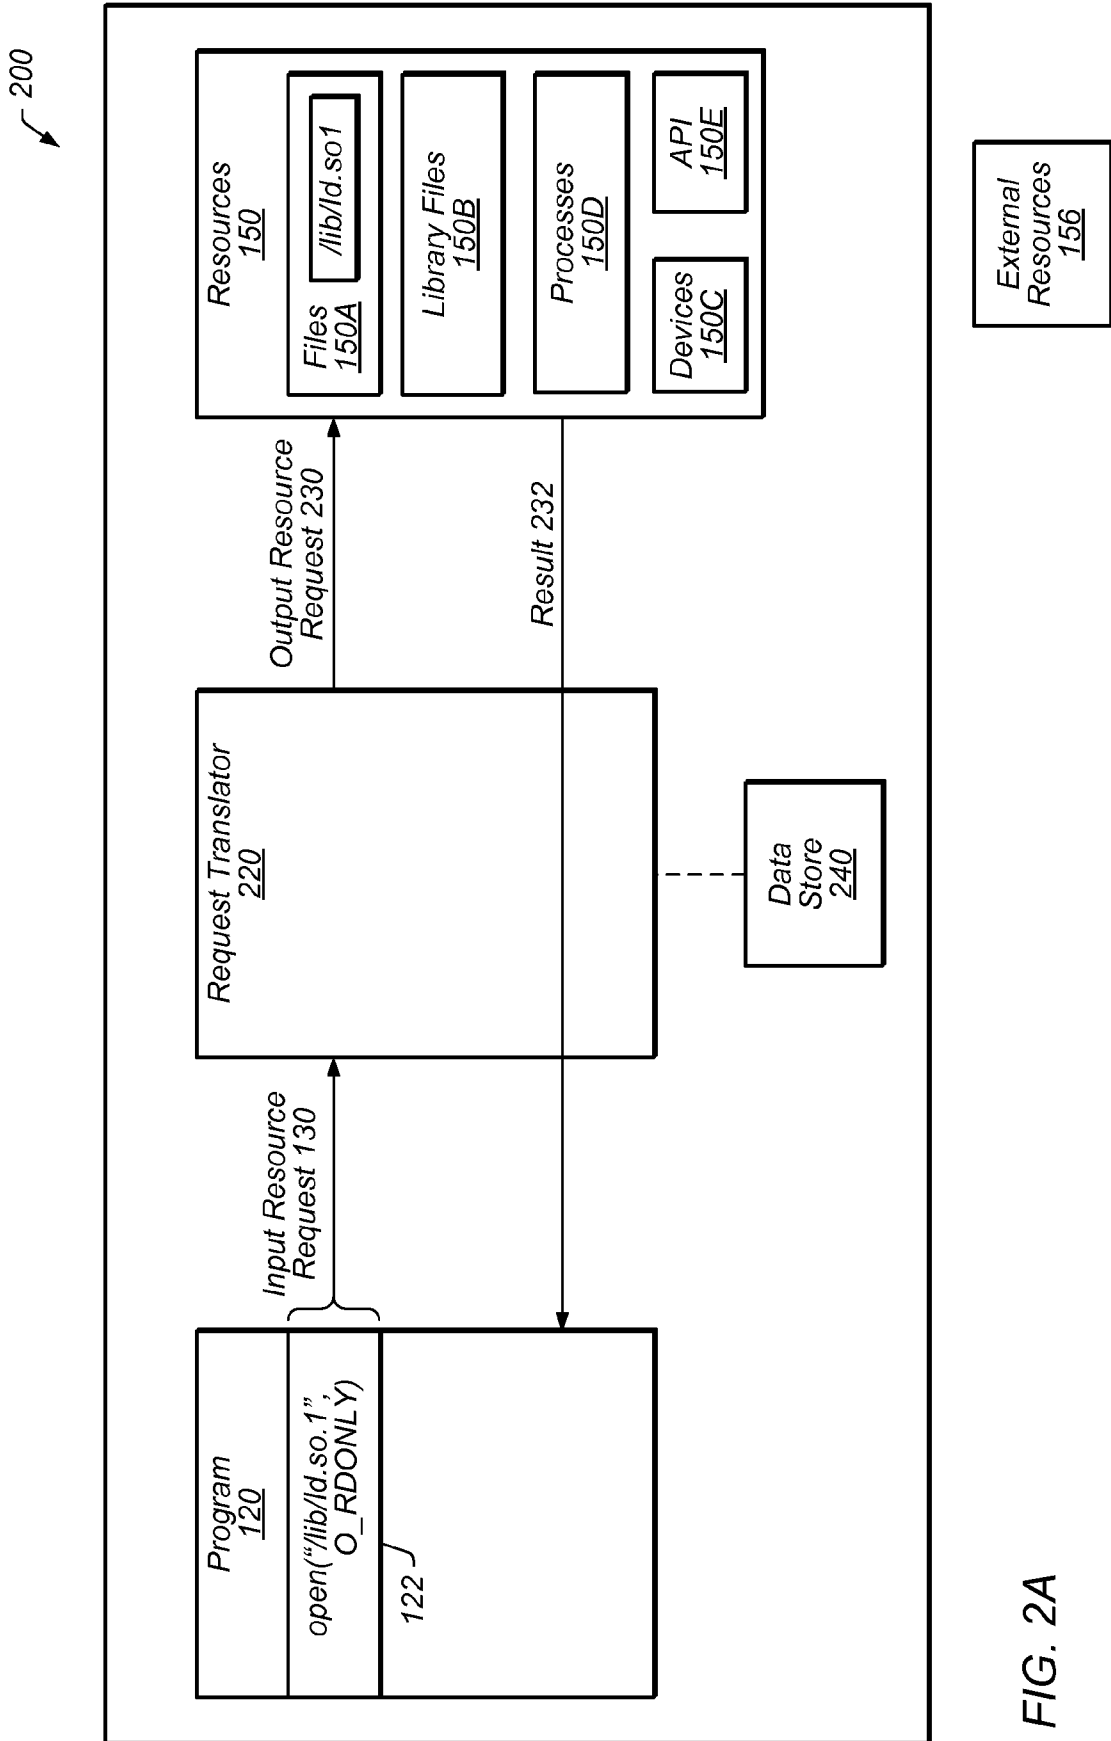 200
Program
120
open(“/lib/ld.so.1”,
O_RDONLY)
122
Input Resource
Request 130
Request Translator
220
Data
Store
240
Output Resource
Request 230
Result 232
Resources
150
Files
150A
/lib/ld.so1
Library Files
150B
Processes
150D
Devices
150C
API
150E
External
Resources
156
FIG. 2A